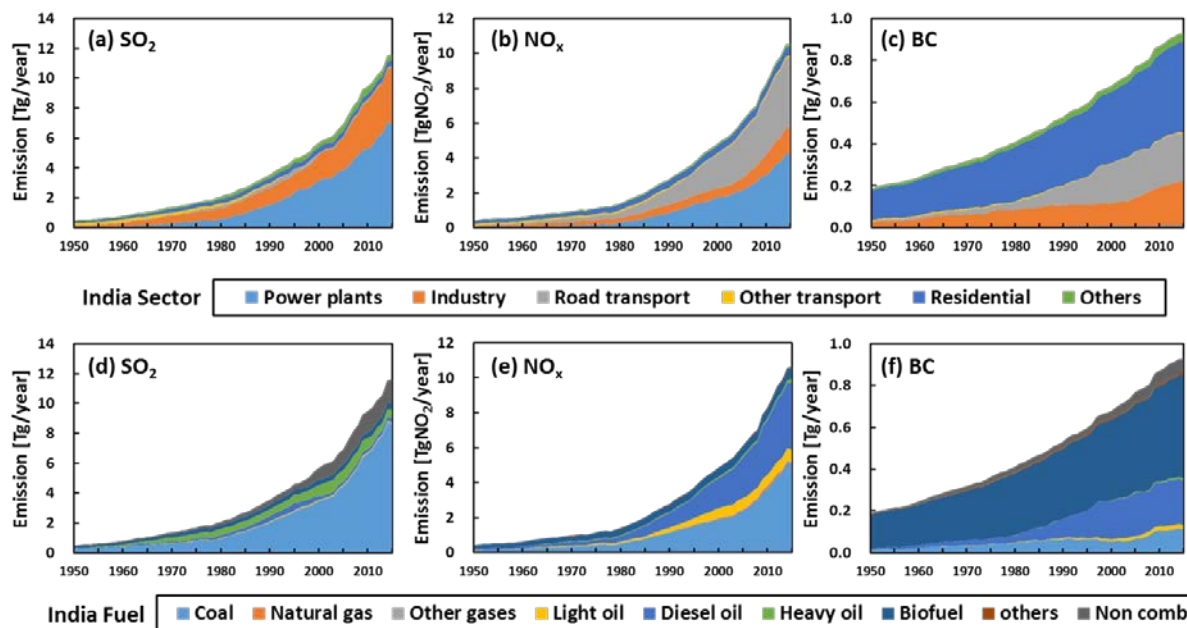 (a) SO2
(b) NOx
(c) BC
Emission [Tg/year]
14
12
10
8
6
4
2
0
1950 1960 1970 1980 1990 2000 2010
Emission [TgNO2/year]
12
10
8
6
4
2
0
1950 1960 1970 1980 1990 2000 2010
Emission [Tg/year]
1.0
0.8
0.6
0.4
0.2
0.0
1950 1960 1970 1980 1990 2000 2010
India Sector Power plants Industry Road transport Other transport Residential Others
(d) SO2
(e) NOx
(f) BC
Emission [Tg/year]
14
12
10
8
6
4
2
0
1950 1960 1970 1980 1990 2000 2010
Emission [TgNO2/year]
12
10
8
6
4
2
0
1950 1960 1970 1980 1990 2000 2010
Emission [Tg/year]
1.0
0.8
0.6
0.4
0.2
0.0
1950 1960 1970 1980 1990 2000 2010
India Fuel Coal Natural gas Other gases Light oil Diesel oil Heavy oil Biofuel others Non comb